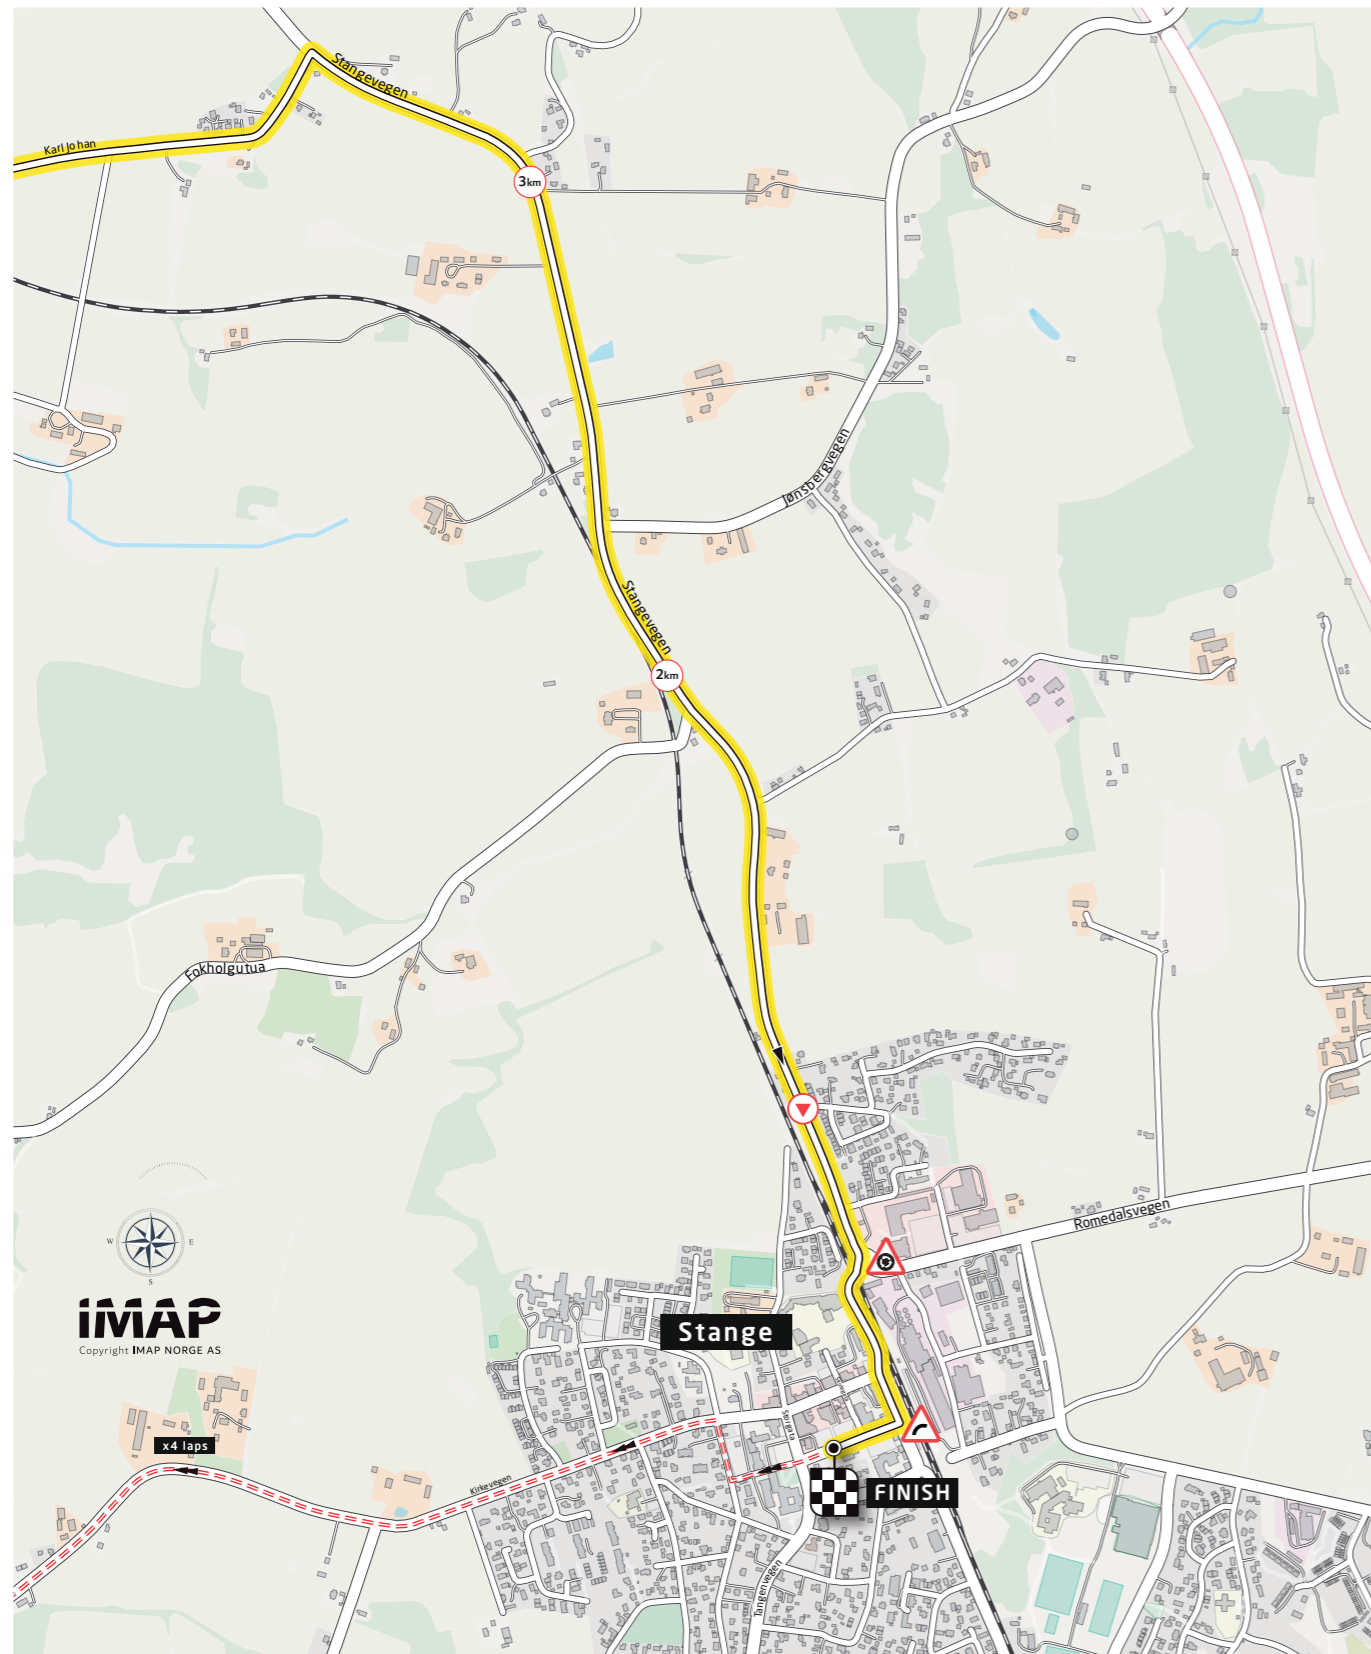 Stangevegen
Karl Johan
3km
Jønsbergvegen
Stangevegen
2km
Fokholgutua
Romedalsvegen
W
E
S
iMAP
Copyright IMAP NORGE AS
Stange
Storgata
x4 laps
Kirkevegen
FINISH
Tangenvegen